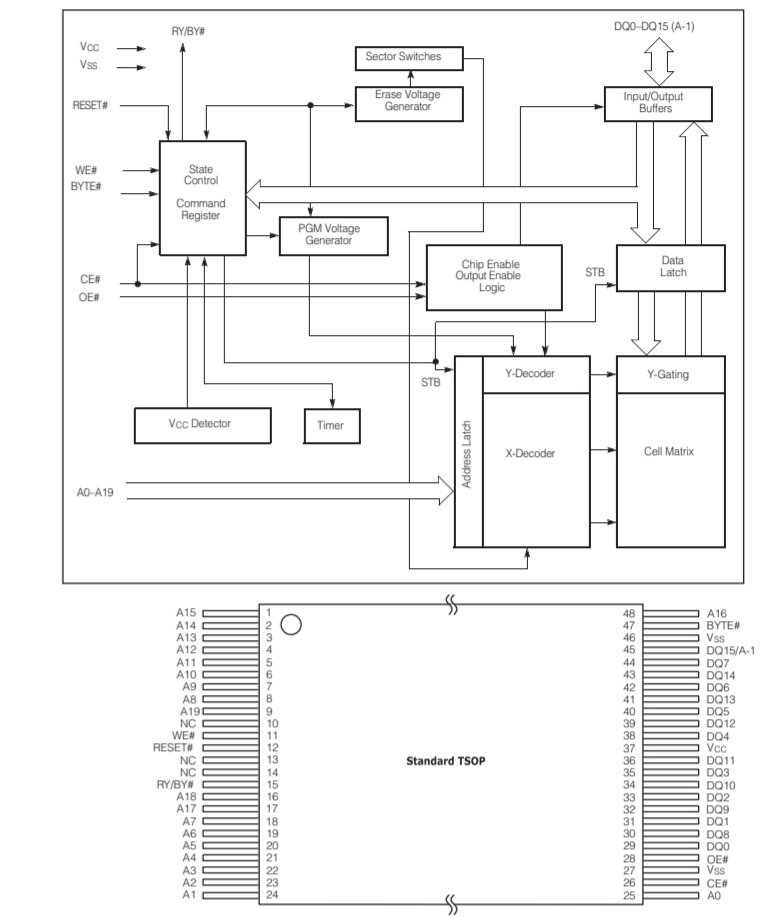 RY/BY#
DQ0–DQ15 (A-1)
VCC
VSS
Sector Switches
Erase Voltage
Generator
Input/Output
Buffers
RESET#
WE#
BYTE#
State
Control
Command
Register
PGM Voltage
Generator
Chip Enable
Output Enable
Logic
Data
Latch
STB
CE#
OE#
STB
Y-Decoder
Y-Gating
VCC Detector
Timer
Address Latch
X-Decoder
Cell Matrix
A0–A19
A15 1
A14 2
A13 3
A12 4
A11 5
A10 6
A9 7
A8 8
A19 9
NC 10
WE# 11
RESET# 12
NC 13
NC 14
RY/BY# 15
A18 16
A17 17
A7 18
A6 19
A5 20
A4 21
A3 22
A2 23
A1 24
Standard TSOP
48 A16
47 BYTE#
46 VSS
45 DQ15/A-1
44 DQ7
43 DQ14
42 DQ6
41 DQ13
40 DQ5
39 DQ12
38 DQ4
37 VCC
36 DQ11
35 DQ3
34 DQ10
33 DQ2
32 DQ9
31 DQ1
30 DQ8
29 DQ0
28 OE#
27 VSS
26 CE#
25 A0